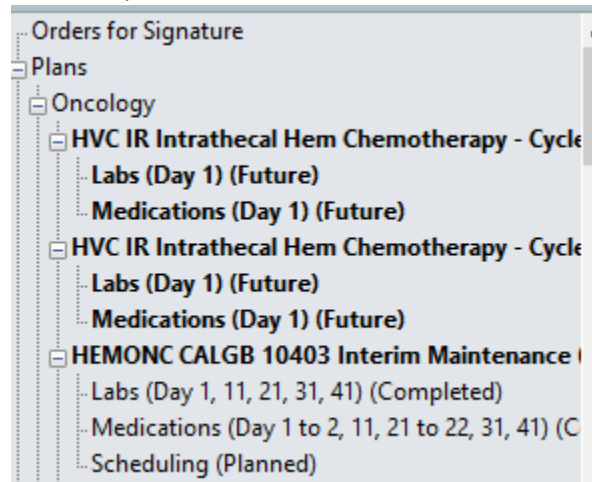 Orders for Signature
Plans
Oncology
HVC IR Intrathecal Hem Chemotherapy - Cycle
Labs (Day 1) (Future)
Medications (Day 1) (Future)
HVC IR Intrathecal Hem Chemotherapy - Cycle
Labs (Day 1) (Future)
Medications (Day 1) (Future)
HEMONC CALGB 10403 Interim Maintenance (
Labs (Day 1, 11, 21, 31, 41) (Completed)
Medications (Day 1 to 2, 11, 21 to 22, 31, 41) (C
Scheduling (Planned)